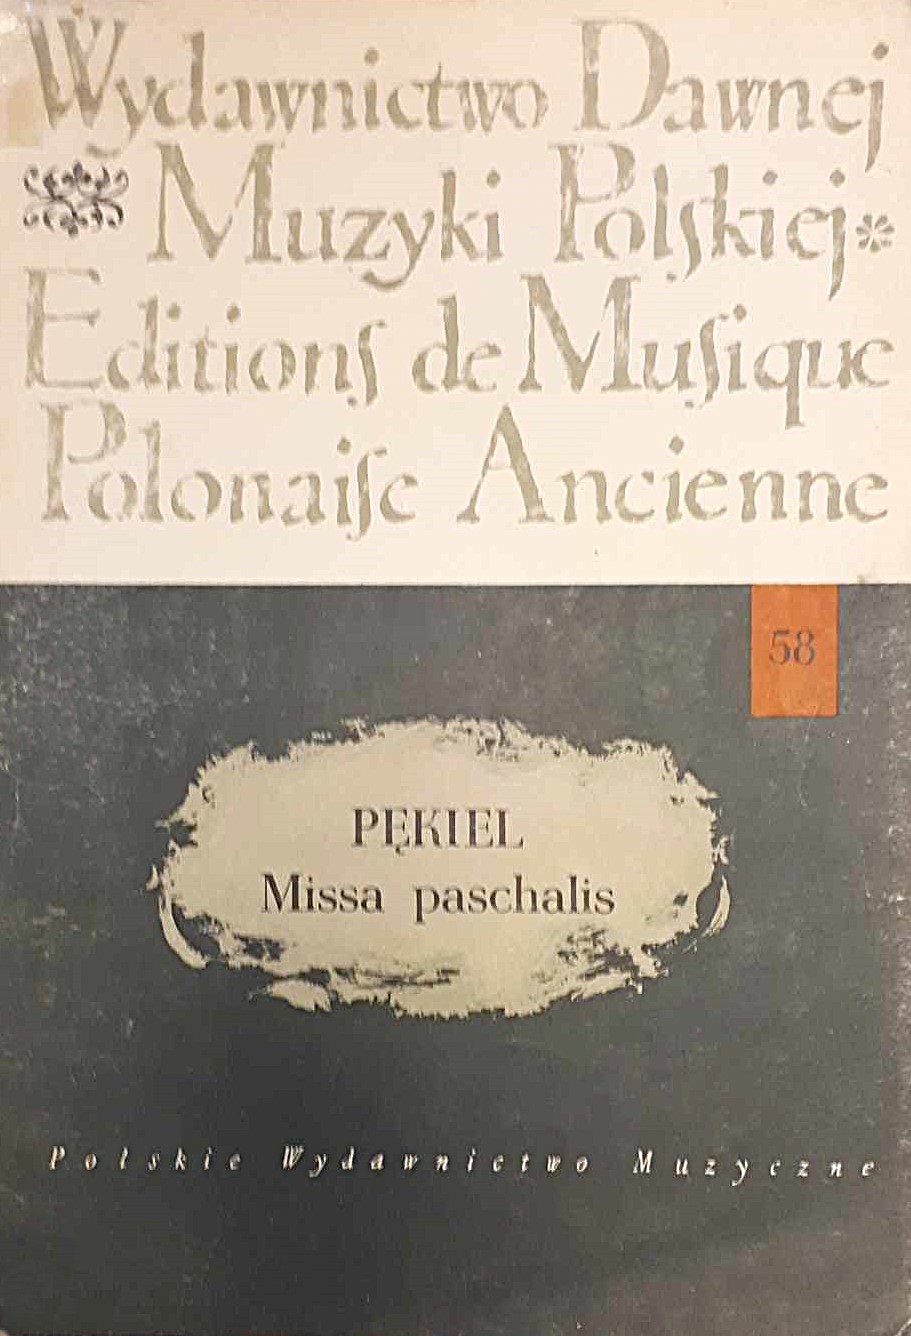 Wydawnictwo Dawnej
Muzyki Polskiej *
Editionſ de Muſique
Polonaiſe Ancienne
58
PĘKIEL
Missa paschalis
Polskie Wydawnictwo Muzyczne